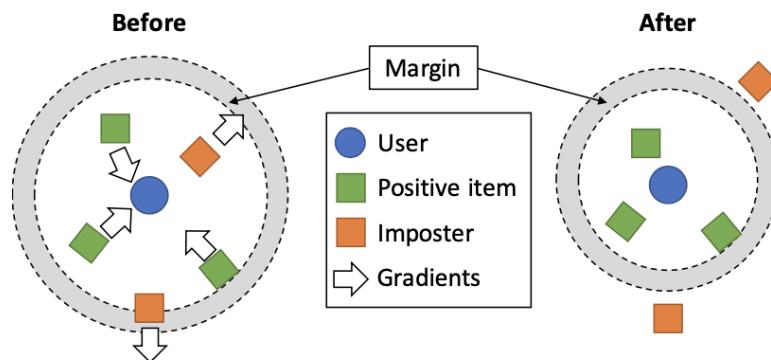 Before
After
Margin
User
Positive item
Imposter
Gradients